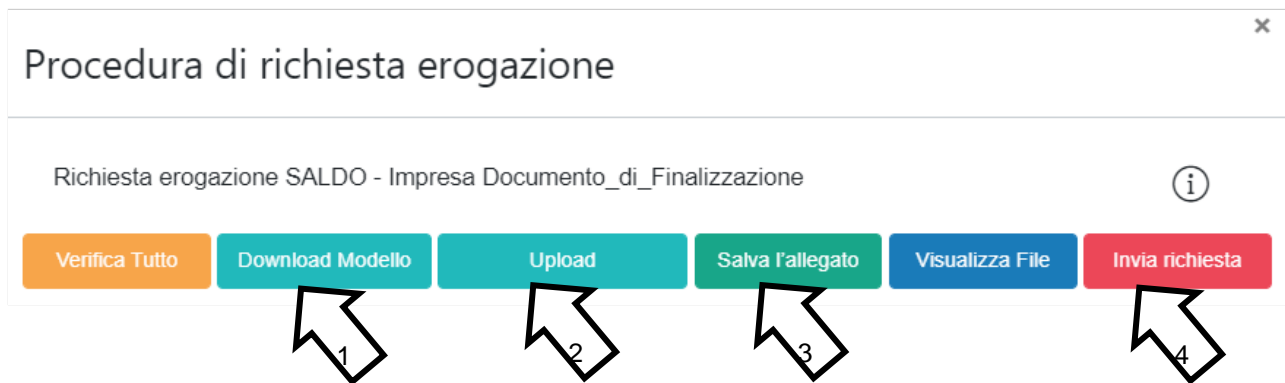 ×
Procedura di richiesta erogazione
Richiesta erogazione SALDO - Impresa Documento_di_Finalizzazione
i
Verifica Tutto Download Modello Upload Salva l'allegato Visualizza File Invia richiesta
1 2 3 4